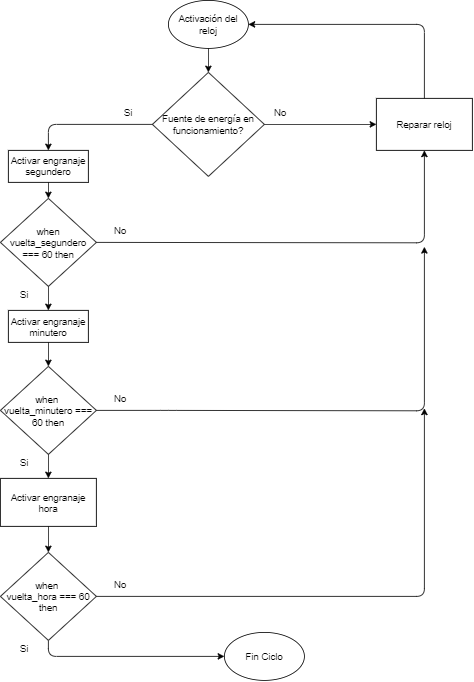 Activación del
reloj
Fuente de energía en
funcionamiento?
Si
No
Reparar reloj
Activar engranaje
segundero
when
vuelta_segundero
=== 60 then
No
Si
Activar engranaje
minutero
when
vuelta_minutero ===
60 then
No
Si
Activar engranaje
hora
when
vuelta_hora === 60
then
No
Si
Fin Ciclo